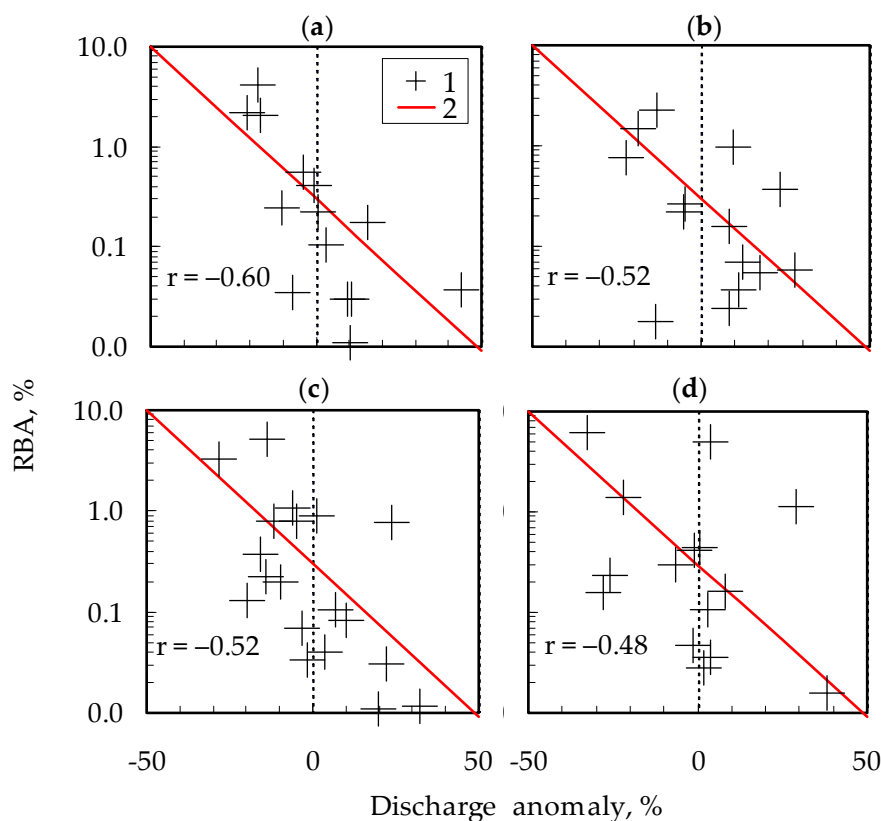 (a) (b)
10.0
1.0
0.1
0.0
1
2
r = −0.60
r = −0.52
(c) (d)
RBA, %
10.0
1.0
0.1
0.0
r = −0.52
r = −0.48
-50 0 50 -50 0 50
Discharge anomaly, %